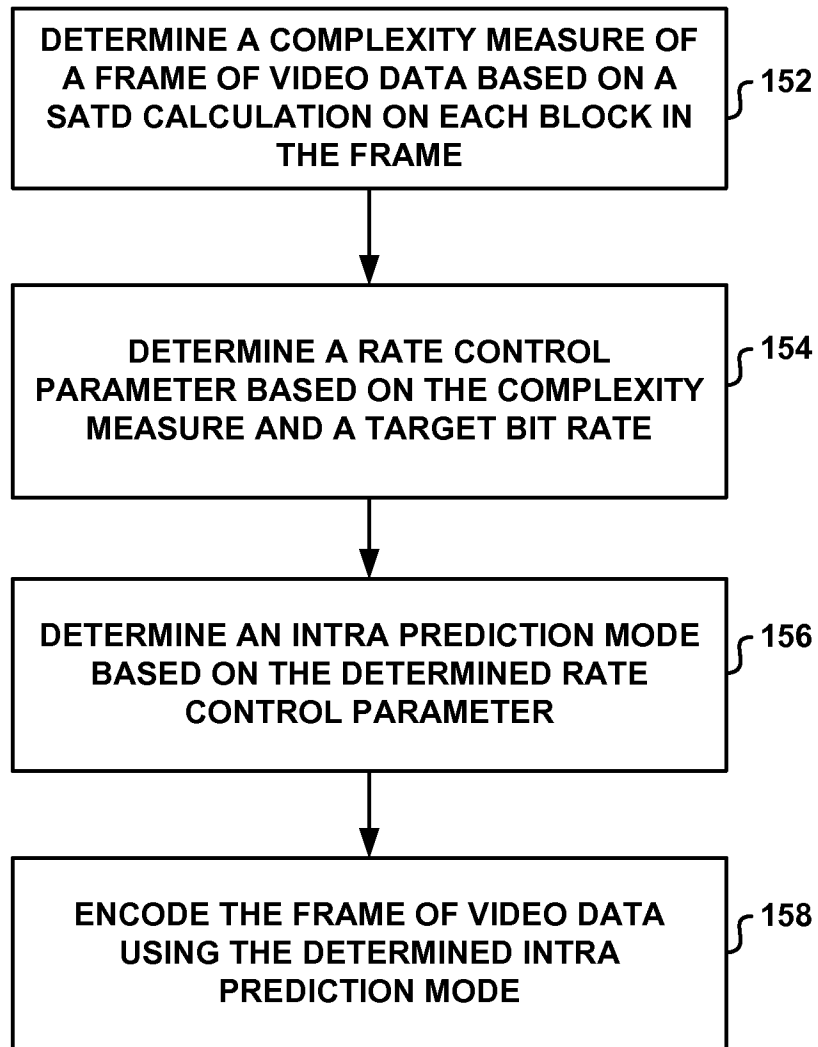 DETERMINE A COMPLEXITY MEASURE OF
A FRAME OF VIDEO DATA BASED ON A
SATD CALCULATION ON EACH BLOCK IN
THE FRAME
152
DETERMINE A RATE CONTROL
PARAMETER BASED ON THE COMPLEXITY
MEASURE AND A TARGET BIT RATE
154
DETERMINE AN INTRA PREDICTION MODE
BASED ON THE DETERMINED RATE
CONTROL PARAMETER
156
ENCODE THE FRAME OF VIDEO DATA
USING THE DETERMINED INTRA
PREDICTION MODE
158